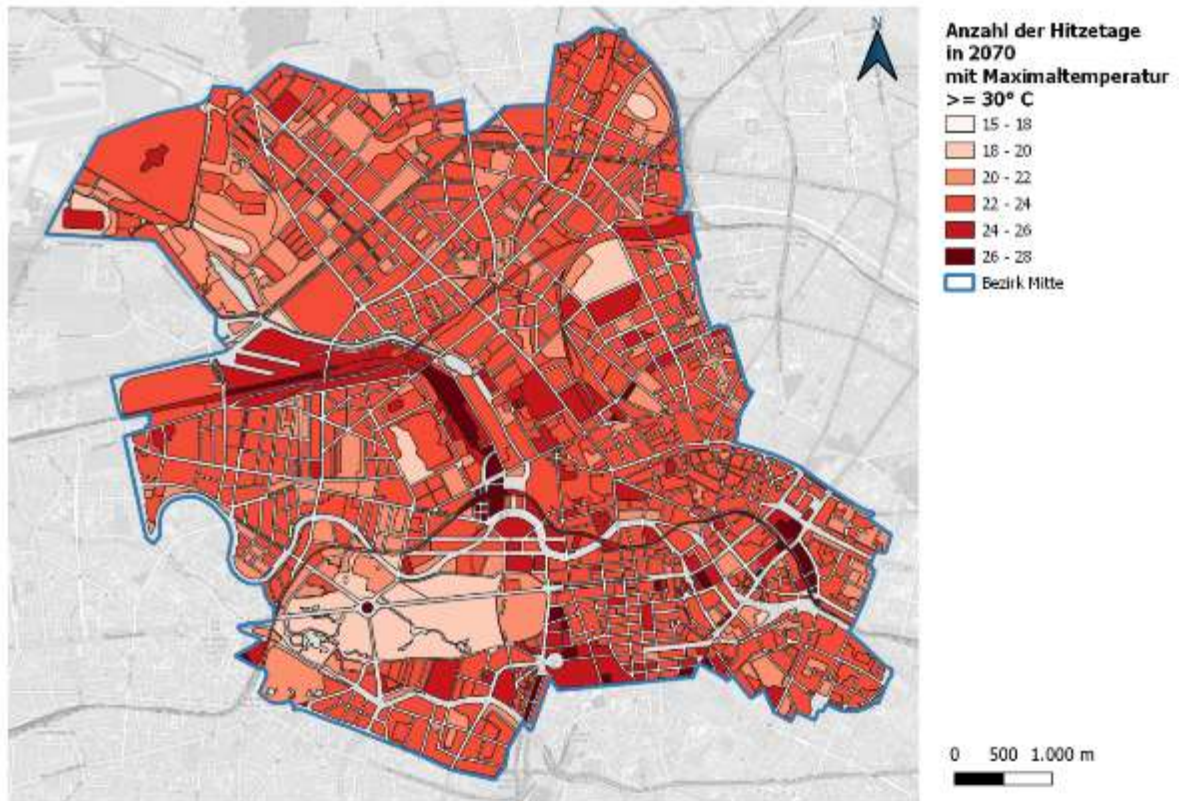 N
Anzahl der Hitzetage
in 2070
mit Maximaltemperatur
>= 30° C
15 - 18
18 - 20
20 - 22
22 - 24
24 - 26
26 - 28
Bezirk Mitte
0 500 1.000 m